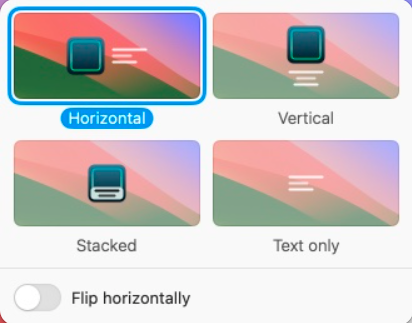 Horizontal
Vertical
Stacked
Text only
Flip horizontally